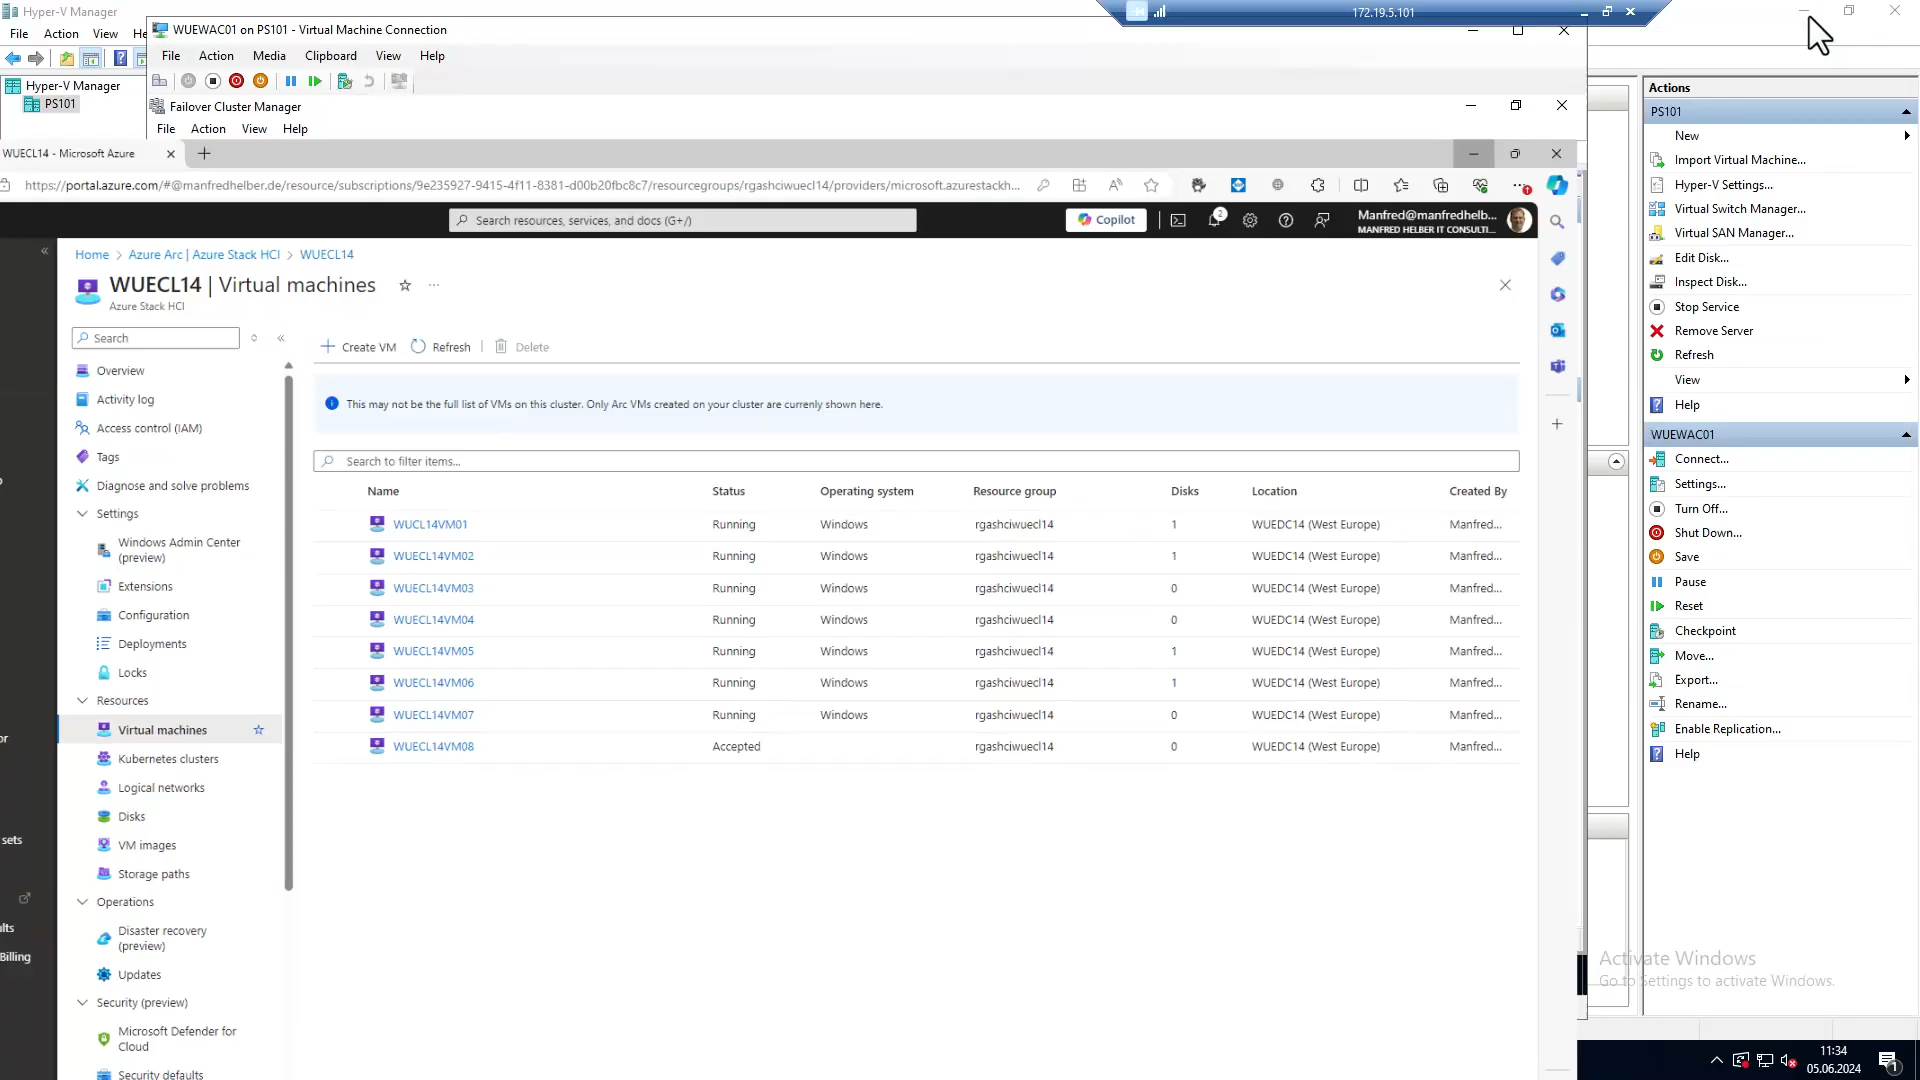 Hyper-V Manager
172.19.5.101
File Action View He
WUEWAC01 on PS101 - Virtual Machine Connection
File Action Media Clipboard View Help
Hyper-V Manager
PS101
Failover Cluster Manager
File Action View Help
WUECL14 - Microsoft Azure
https://portal.azure.com/#@manfredhelber.de/resource/subscriptions/9e235927-9415-4f11-8381-d00b20fbc8c7/resourcegroups/rgashciwuecl14/providers/microsoft.azurestackh...
Search resources, services, and docs (G+/)
Copilot
2
Manfred@manfredhelb...
MANFRED HELBER IT CONSULTI...
Home > Azure Arc | Azure Stack HCI > WUECL14
WUECL14 | Virtual machines
Azure Stack HCI
Search
Overview
Activity log
Access control (IAM)
Tags
Diagnose and solve problems
Settings
Windows Admin Center
(preview)
Extensions
Configuration
Deployments
Locks
Resources
Virtual machines
Kubernetes clusters
Logical networks
Disks
VM images
Storage paths
Operations
Disaster recovery
(preview)
Updates
Security (preview)
Microsoft Defender for
Cloud
Security defaults
or
sets
ults
Billing
Create VM Refresh Delete
This may not be the full list of VMs on this cluster. Only Arc VMs created on your cluster are currenly shown here.
Search to filter items...
Name Status Operating system Resource group Disks Location Created By
WUCL14VM01 Running Windows rgashciwuecl14 1 WUEDC14 (West Europe) Manfred...
WUECL14VM02 Running Windows rgashciwuecl14 1 WUEDC14 (West Europe) Manfred...
WUECL14VM03 Running Windows rgashciwuecl14 0 WUEDC14 (West Europe) Manfred...
WUECL14VM04 Running Windows rgashciwuecl14 0 WUEDC14 (West Europe) Manfred...
WUECL14VM05 Running Windows rgashciwuecl14 1 WUEDC14 (West Europe) Manfred...
WUECL14VM06 Running Windows rgashciwuecl14 1 WUEDC14 (West Europe) Manfred...
WUECL14VM07 Running Windows rgashciwuecl14 0 WUEDC14 (West Europe) Manfred...
WUECL14VM08 Accepted rgashciwuecl14 0 WUEDC14 (West Europe) Manfred...
Actions
PS101
New
Import Virtual Machine...
Hyper-V Settings...
Virtual Switch Manager...
Virtual SAN Manager...
Edit Disk...
Inspect Disk...
Stop Service
Remove Server
Refresh
View
Help
WUEWAC01
Connect...
Settings...
Turn Off...
Shut Down...
Save
Pause
Reset
Checkpoint
Move...
Export...
Rename...
Enable Replication...
Help
Activate Windows
Go to Settings to activate Windows.
11:34
05.06.2024
1